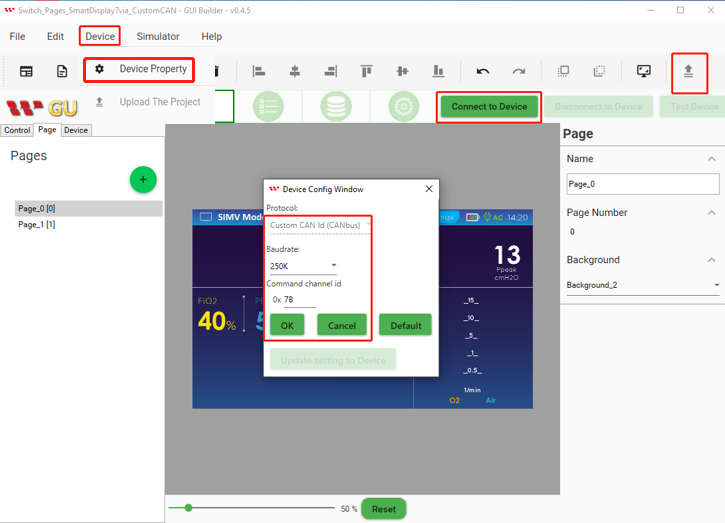 Switch_Pages_SmartDisplay7via_CustomCAN - GUI Builder - v0.4.5
File Edit Device Simulator Help
Device Property
Upload The Project
GU
Connect to Device
Disconnect to Device
Test Device
Control Page Device
Pages
+
Page_0 [0]
Page_1 [1]
SIMV Mod
ngs
AC 14:20
13
Ppeak
cmH2O
FiO2
40%
_15_
_10_
_5_
_1_
_0.5_
1/min
O2 Air
Device Config Window
Protocol:
Custom CAN Id (CANbus)
Baudrate:
250K
Command channel id
0x 7B
OK Cancel Default
Update setting to Device
50 %
Reset
Page
Name
Page_0
Page Number
0
Background
Background_2